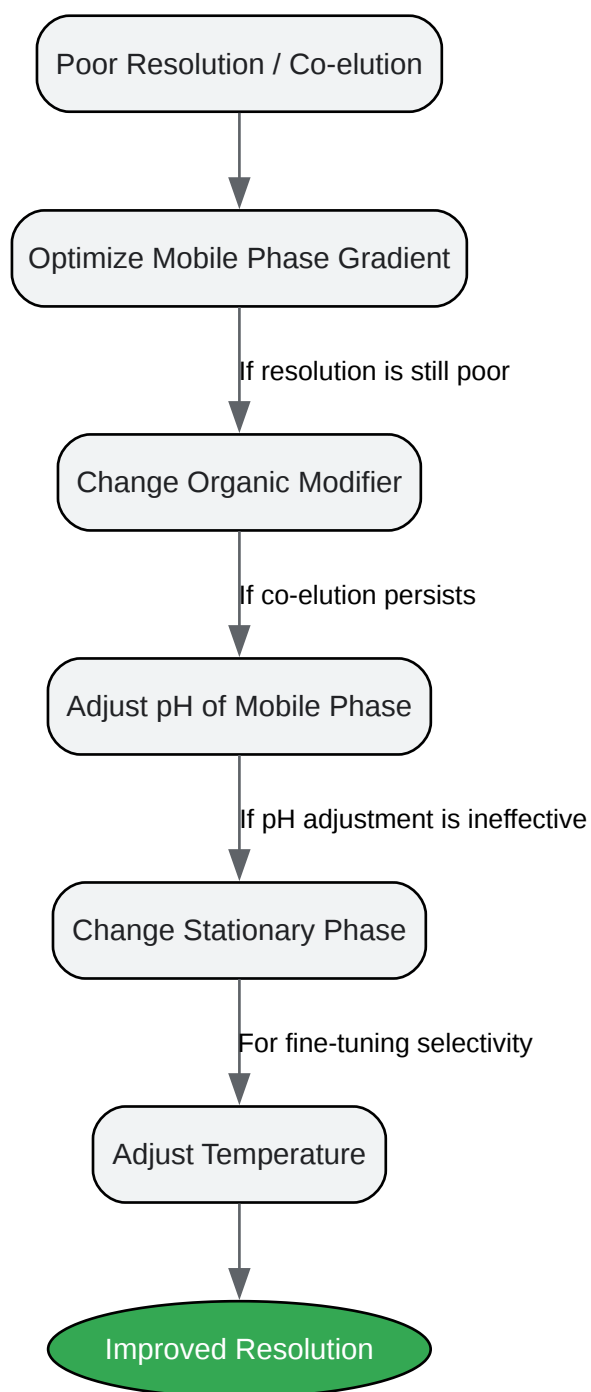 Poor Resolution / Co-elution
Optimize Mobile Phase Gradient
If resolution is still poor
Change Organic Modifier
If co-elution persists
Adjust pH of Mobile Phase
If pH adjustment is ineffective
Change Stationary Phase
For fine-tuning selectivity
Adjust Temperature
Improved Resolution